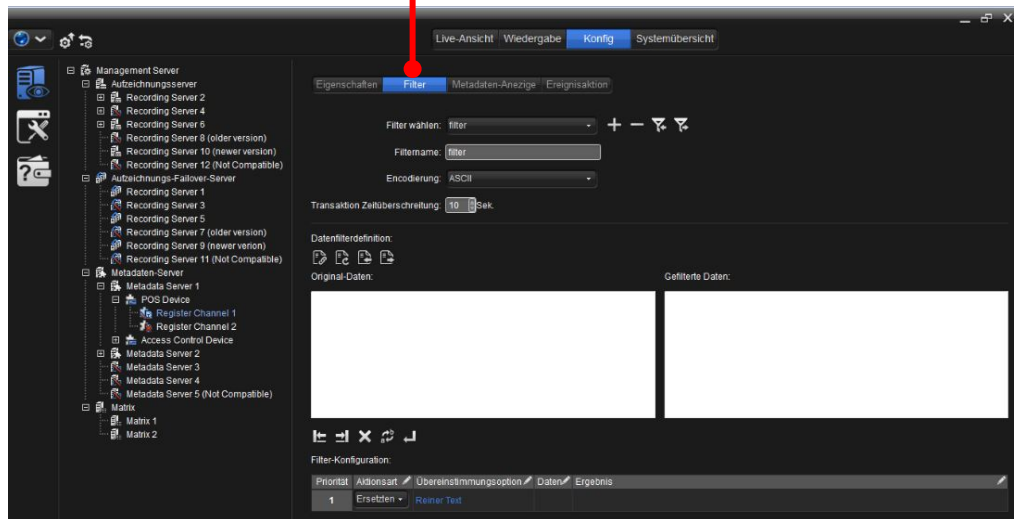 Live-Ansicht Wiedergabe Konfig Systemübersicht
Management Server
Aufzeichnungsserver
Recording Server 2
Recording Server 4
Recording Server 6
Recording Server 8 (older version)
Recording Server 10 (newer version)
Recording Server 12 (Not Compatible)
Aufzeichnungs-Failover-Server
Recording Server 1
Recording Server 3
Recording Server 5
Recording Server 7 (older version)
Recording Server 9 (newer verion)
Recording Server 11 (Not Compatible)
Metadaten-Server
Metadata Server 1
POS Device
Register Channel 1
Register Channel 2
Access Control Device
Metadata Server 2
Metadata Server 3
Metadata Server 4
Metadata Server 5 (Not Compatible)
Matrix
Matrix 1
Matrix 2
Eigenschaften Filter Metadaten-Anezige Ereignisaktion
Filter wählen: filter
Filtername: filter
Encodierung: ASCII
Transaktion Zeitüberschreitung: 10 Sek.
Datenfilterdefinition:
Original-Daten: Gefilterte Daten:
Filter-Konfiguration:
Priorität Aktionsart Übereinstimmungsoption Daten Ergebnis
1 Ersetzten Reiner Text